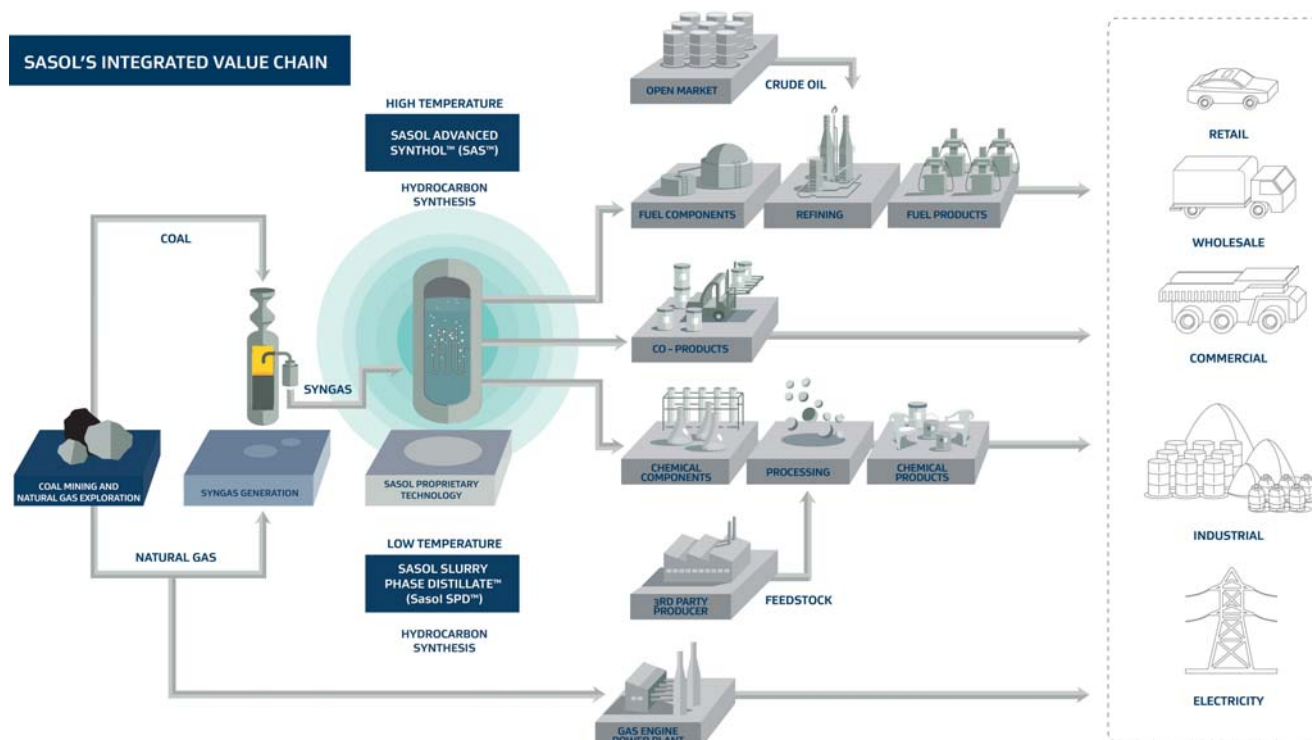 SASOL'S INTEGRATED VALUE CHAIN
HIGH TEMPERATURE
SASOL ADVANCED
SYNTHOL™ (SAS™)
HYDROCARBON
SYNTHESIS
OPEN MARKET
CRUDE OIL
FUEL COMPONENTS
REFINING
FUEL PRODUCTS
COAL
SYNGAS
CO - PRODUCTS
COAL MINING AND
NATURAL GAS EXPLORATION
SYNGAS GENERATION
SASOL PROPRIETARY
TECHNOLOGY
CHEMICAL
COMPONENTS
PROCESSING
CHEMICAL
PRODUCTS
NATURAL GAS
LOW TEMPERATURE
SASOL SLURRY
PHASE DISTILLATE™
(Sasol SPD™)
HYDROCARBON
SYNTHESIS
3RD PARTY
PRODUCER
FEEDSTOCK
GAS ENGINE
POWER PLANT
RETAIL
WHOLESALE
COMMERCIAL
INDUSTRIAL
ELECTRICITY